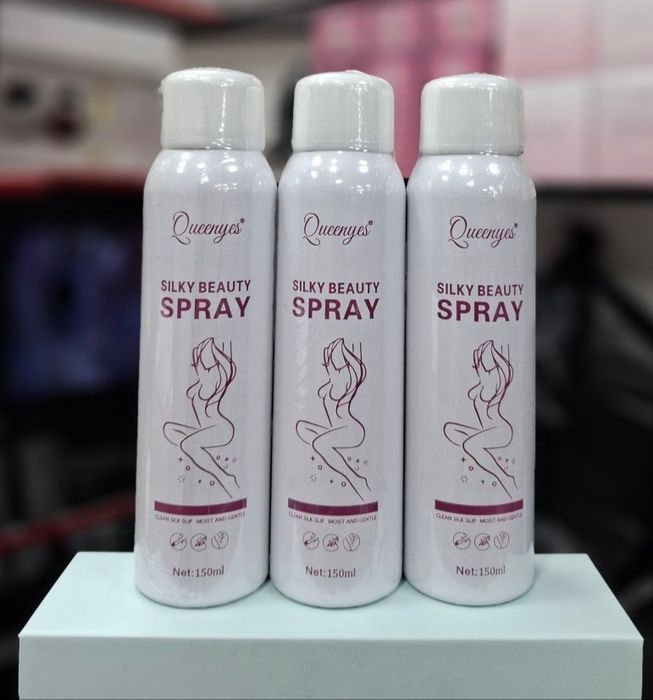 Queenyes®
SILKY BEAUTY
SPRAY
CLEAN SILK SLIP MOIST AND GENTLE
Net:150ml
Queenyes®
SILKY BEAUTY
SPRAY
CLEAN SILK SLIP MOIST AND GENTLE
Net:150ml
Queenyes®
SILKY BEAUTY
SPRAY
CLEAN SILK SLIP MOIST AND GENTLE
Net:150ml